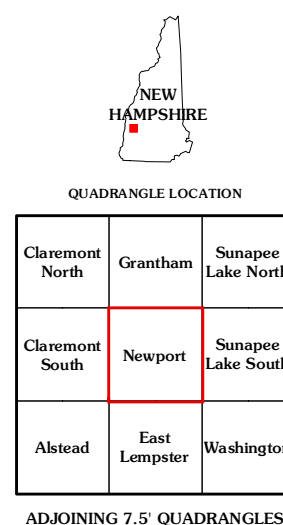 NEW
HAMPSHIRE
QUADRANGLE LOCATION
Claremont
North
Grantham
Sunapee
Lake North
Claremont
South
Newport
Sunapee
Lake South
Alstead
East
Lempster
Washington
ADJOINING 7.5' QUADRANGLES